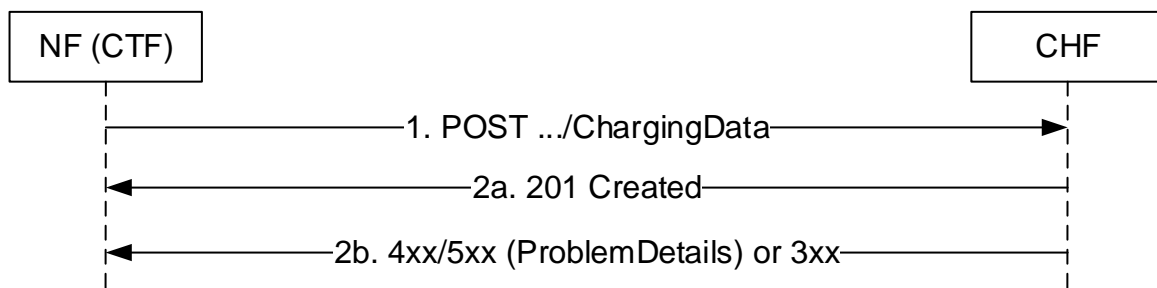 NF (CTF)
CHF
1. POST .../ChargingData
2a. 201 Created
2b. 4xx/5xx (ProblemDetails) or 3xx